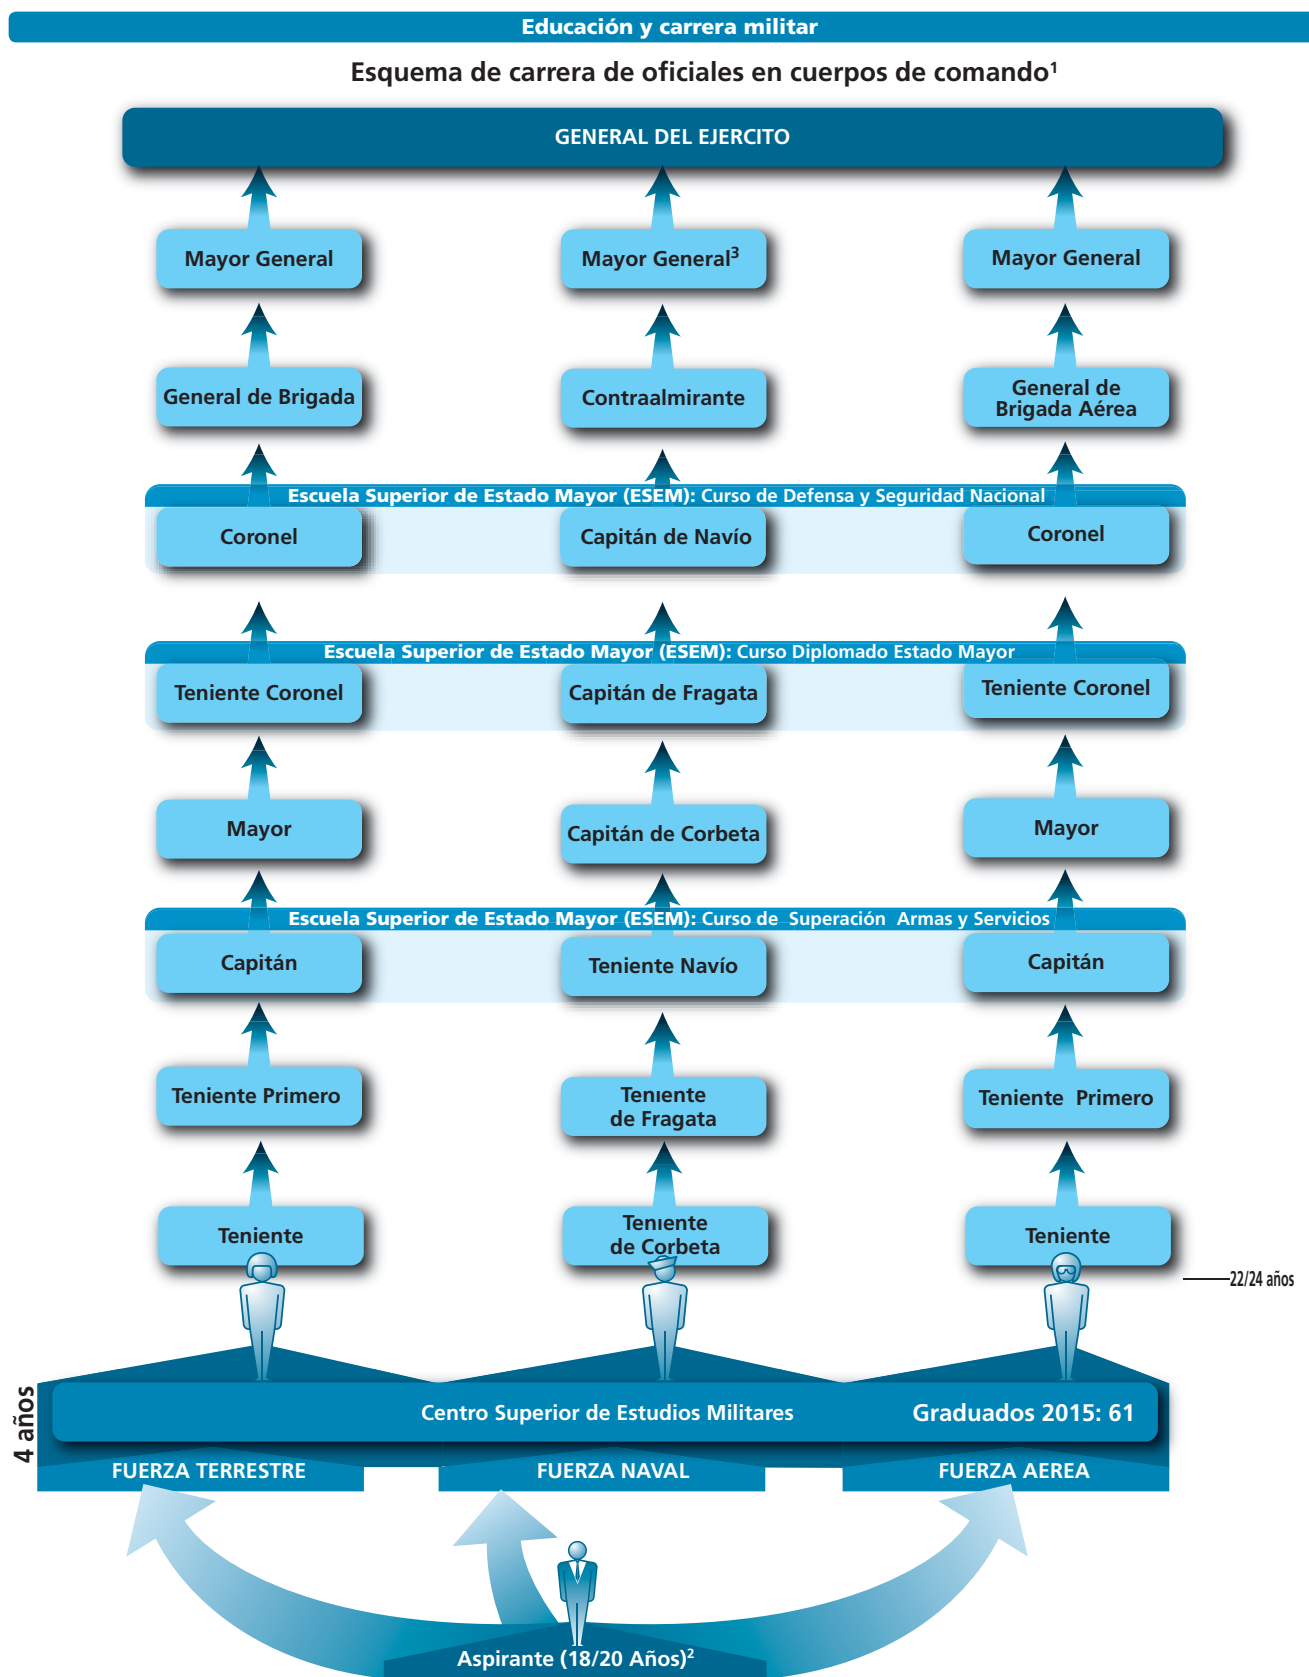 Educación y carrera militar
Esquema de carrera de oficiales en cuerpos de comando¹
GENERAL DEL EJERCITO
Mayor General
Mayor General³
Mayor General
General de Brigada
Contraalmirante
General de
Brigada Aérea
Escuela Superior de Estado Mayor (ESEM): Curso de Defensa y Seguridad Nacional
Coronel
Capitán de Navío
Coronel
Escuela Superior de Estado Mayor (ESEM): Curso Diplomado Estado Mayor
Teniente Coronel
Capitán de Fragata
Teniente Coronel
Mayor
Capitán de Corbeta
Mayor
Escuela Superior de Estado Mayor (ESEM): Curso de Superación Armas y Servicios
Capitán
Teniente Navío
Capitán
Teniente Primero
Teniente
de Fragata
Teniente Primero
Teniente
Teniente
de Corbeta
Teniente
22/24 años
4 años
Centro Superior de Estudios Militares
Graduados 2015: 61
FUERZA TERRESTRE
FUERZA NAVAL
FUERZA AEREA
Aspirante (18/20 Años)²